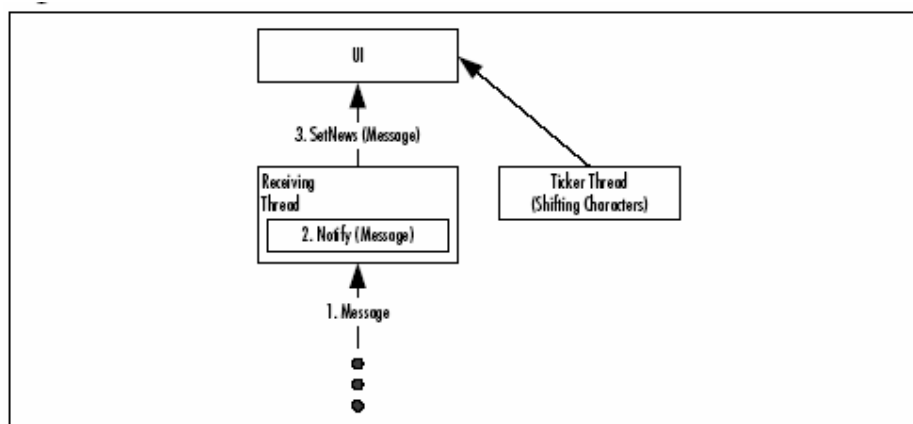 UI
3. SetNews (Message)
Receiving
Thread
2. Notify (Message)
Ticker Thread
(Shifting Characters)
1. Message